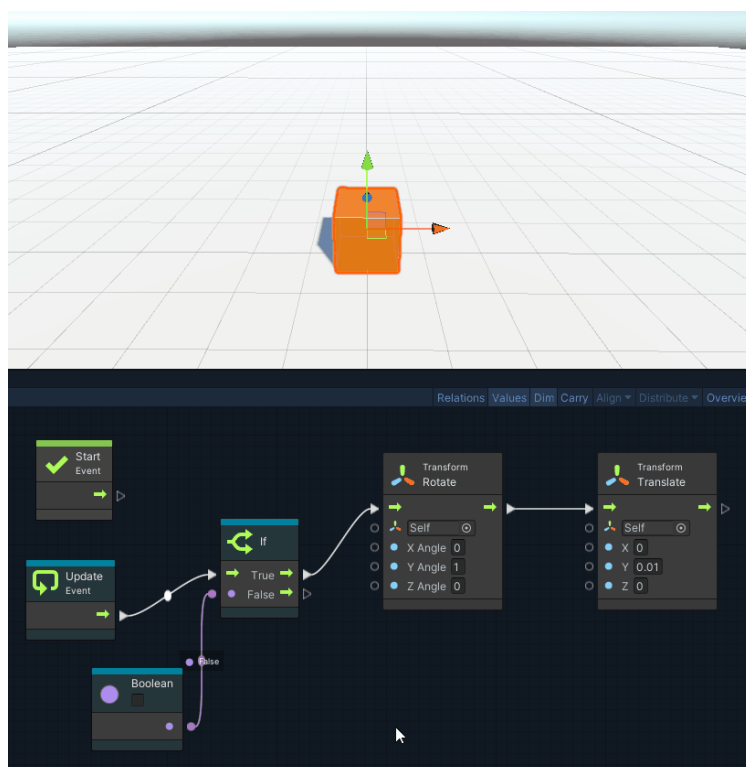 Relations Values Dim Carry Align Distribute Overvie
Start
Event
Update
Event
If
True
False
False
Boolean
Transform
Rotate
Self
X Angle 0
Y Angle 1
Z Angle 0
Transform
Translate
Self
X 0
Y 0.01
Z 0